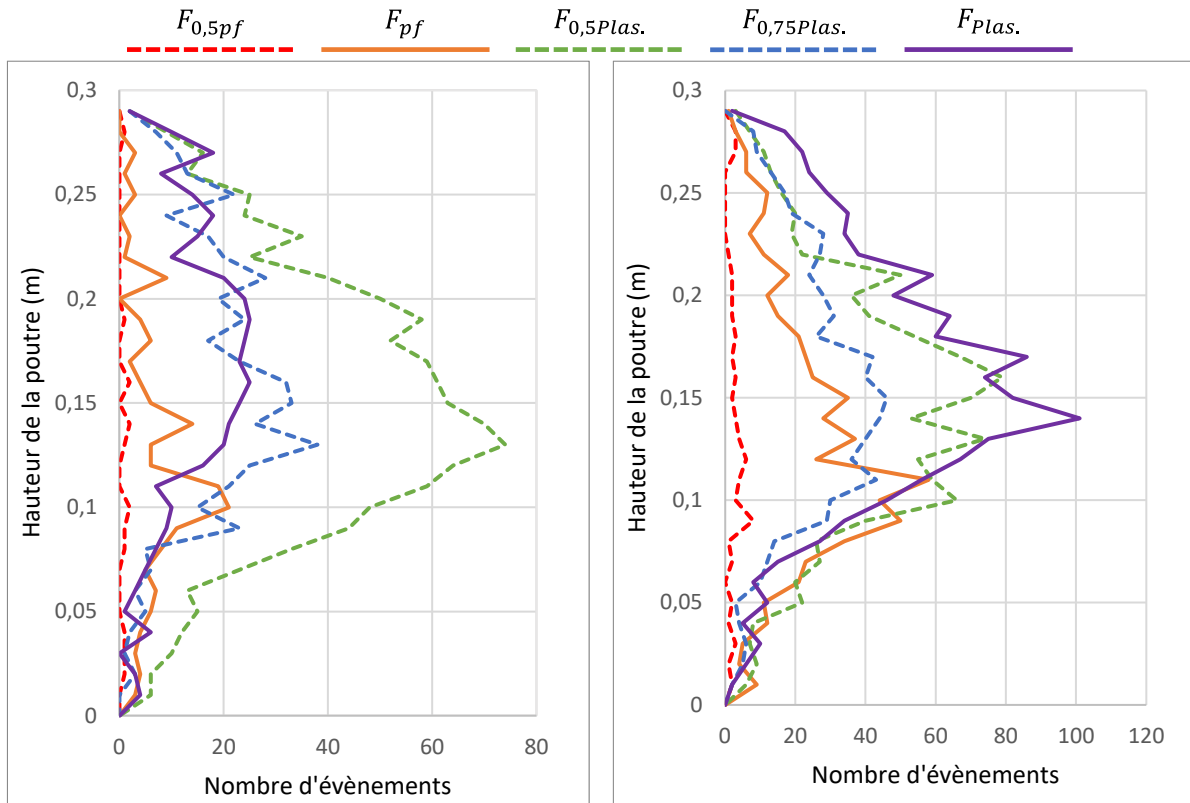 F0,5pf Fpf F0,5Plas. F0,75Plas. FPlas.
0,3
0,25
0,2
0,15
0,1
0,05
0
Hauteur de la poutre (m)
0 20 40 60 80
Nombre d'évènements
0,3
0,25
0,2
0,15
0,1
0,05
0
Hauteur de la poutre (m)
0 20 40 60 80 100 120
Nombre d'évènements